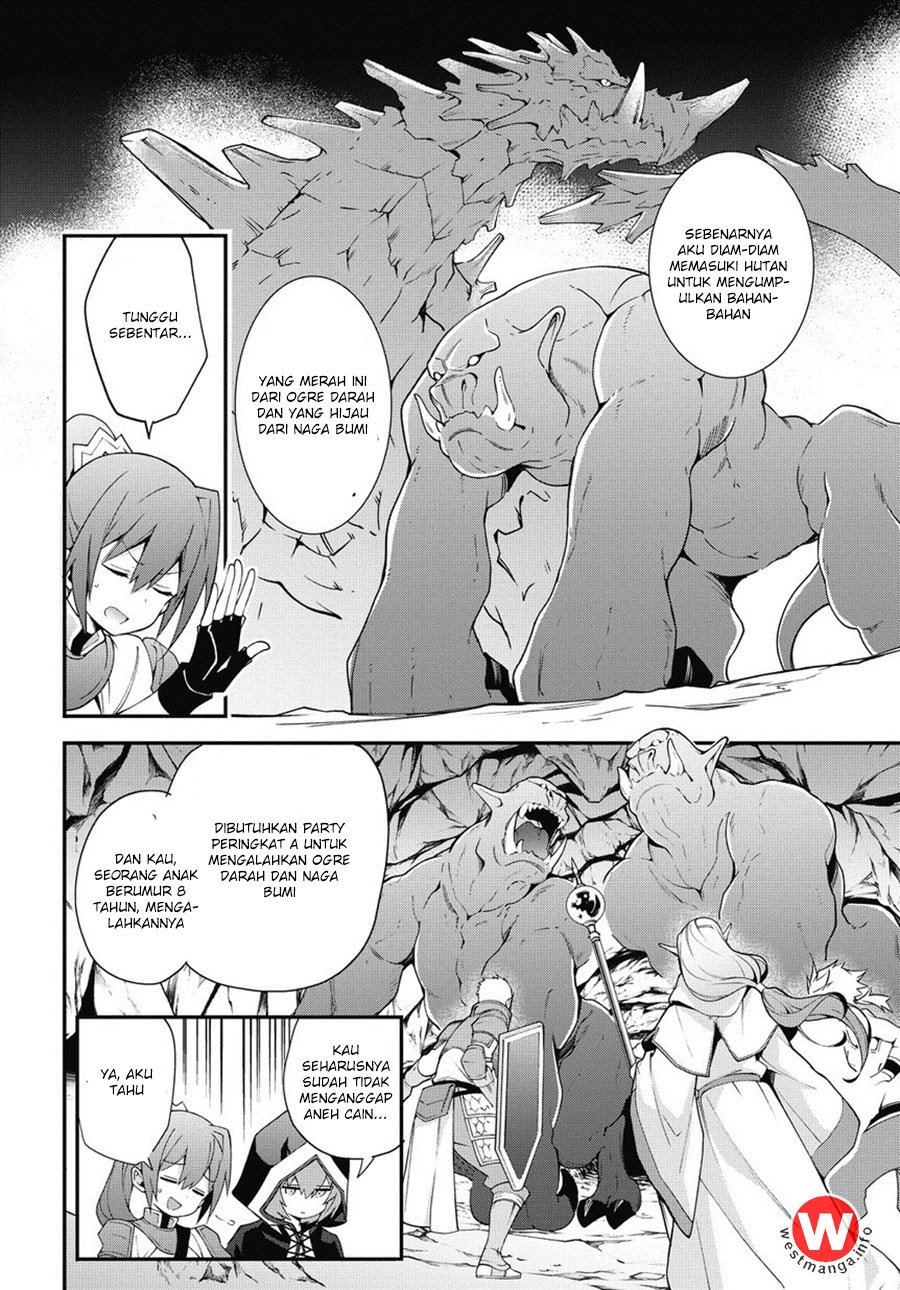 SEBENARNYA
AKU DIAM-DIAM
MEMASUKI HUTAN
UNTUK MENGUMP-
ULKAN BAHAN-
BAHAN
YANG MERAH INI
DARI OGRE DARAH
DAN YANG HIJAU
DARI NAGA BUMI
TUNGGU
SEBENTAR...
DIBUTUHKAN PARTY
PERINGKAT A UNTUK
MENGALAHKAN OGRE
DARAH DAN NAGA
BUMI
DAN KAU,
SEORANG ANAK
BERUMUR 8
TAHUN, MENGA-
LAHKANNYA
KAU
SEHARUSNYA
SUDAH TIDAK
MENGANGGAP
ANEH CAIN...
YA, AKU
TAHU
W
westmanga.info